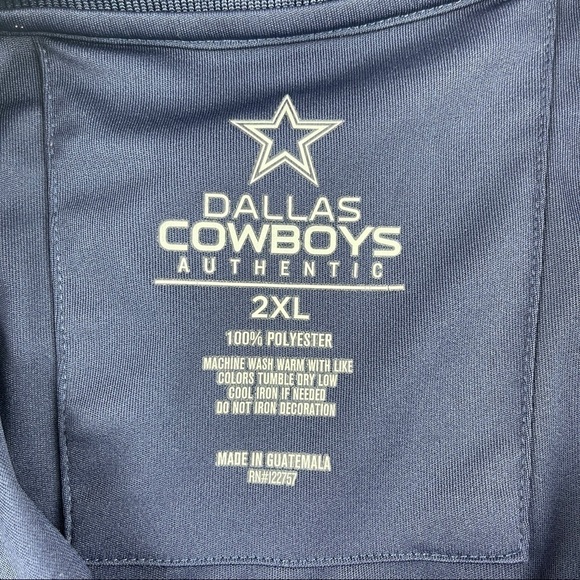 DALLAS
COWBOYS
AUTHENTIC
2XL
100% POLYESTER
MACHINE WASH WARM WITH LIKE
COLORS TUMBLE DRY LOW
COOL IRON IF NEEDED
DO NOT IRON DECORATION
MADE IN GUATEMALA
RN#122757